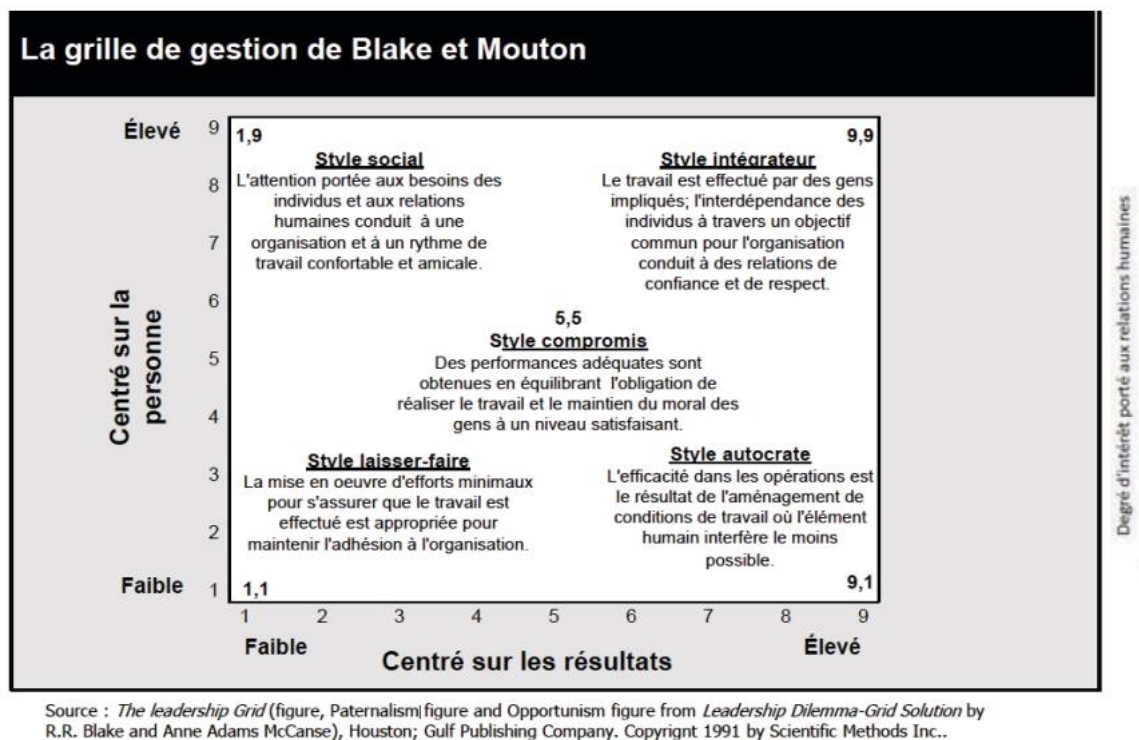 La grille de gestion de Blake et Mouton
Élevé
9
8
7
6
5
4
3
2
1
Faible
Centré sur la
personne
1,9
Style social
L'attention portée aux besoins des
individus et aux relations
humaines conduit à une
organisation et à un rythme de
travail confortable et amicale.
9,9
Style intégrateur
Le travail est effectué par des gens
impliqués; l'interdépendance des
individus à travers un objectif
commun pour l'organisation
conduit à des relations de
confiance et de respect.
5,5
Style compromis
Des performances adéquates sont
obtenues en équilibrant l'obligation de
réaliser le travail et le maintien du moral des
gens à un niveau satisfaisant.
Style laisser-faire
La mise en oeuvre d'efforts minimaux
pour s'assurer que le travail est
effectué est appropriée pour
maintenir l'adhésion à l'organisation.
1,1
Style autocrate
L'efficacité dans les opérations est
le résultat de l'aménagement de
conditions de travail où l'élément
humain interfère le moins
possible.
9,1
1 2 3 4 5 6 7 8 9
Faible
Élevé
Centré sur les résultats
Degré d'intérêt porté aux relations humaines
Source : The leadership Grid (figure, Paternalism figure and Opportunism figure from Leadership Dilemma-Grid Solution by
R.R. Blake and Anne Adams McCanse), Houston; Gulf Publishing Company. Copyrignt 1991 by Scientific Methods Inc..